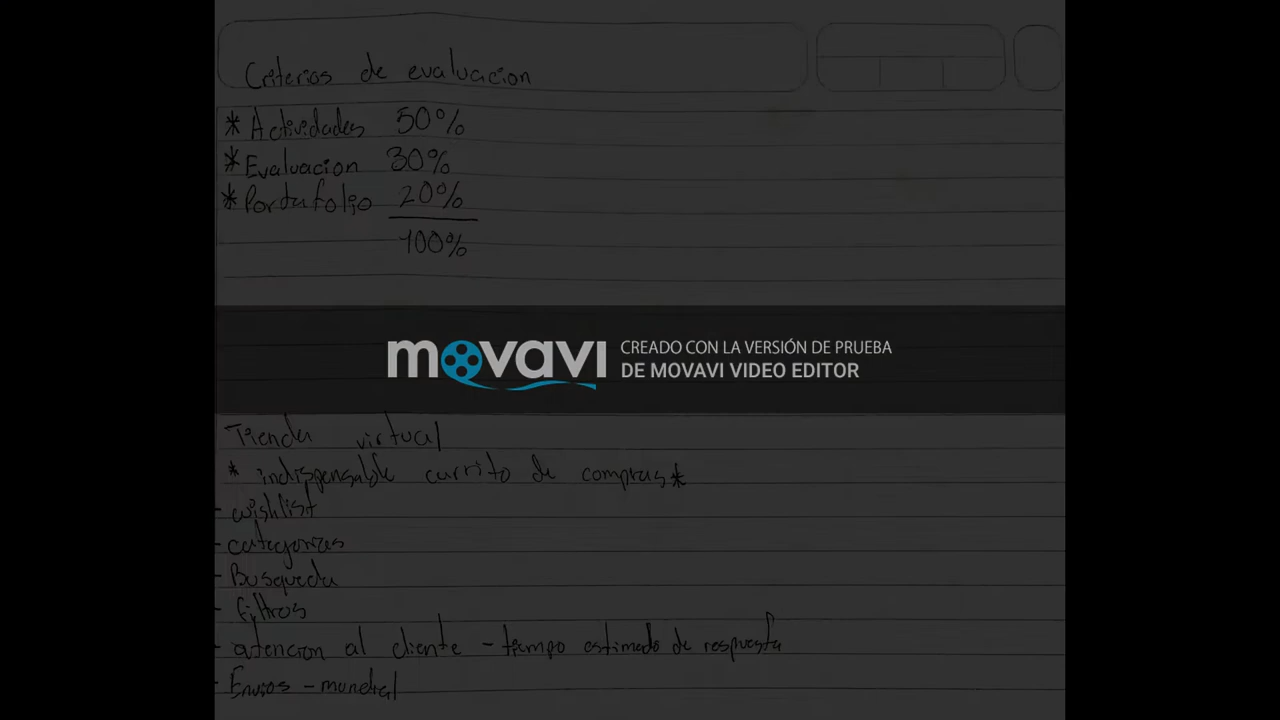 Criterios de evaluacion
* Actividades 50%
* Evaluacion 30%
* Portafolio 20%
100%
movavi
CREADO CON LA VERSIÓN DE PRUEBA
DE MOVAVI VIDEO EDITOR
Tienda virtual
* indispensable carrito de compras *
- wishlist
- categorias
- Busqueda
- filtros
- atencion al cliente - tiempo estimado de respuesta
- Envios - mundial